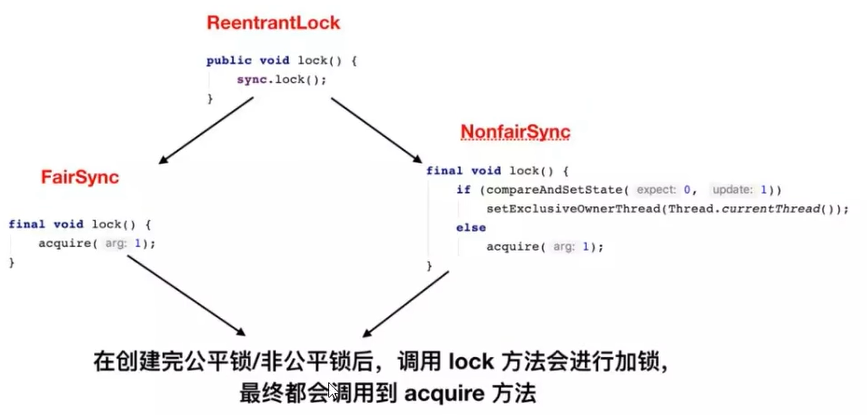 ReentrantLock
public void lock() {
sync.lock();
}
NonfairSync
final void lock() {
if (compareAndSetState( expect: 0, update: 1))
setExclusiveOwnerThread(Thread.currentThread());
else
acquire( arg: 1);
}
FairSync
final void lock() {
acquire( arg: 1);
}
在创建完公平锁/非公平锁后，调用 lock 方法会进行加锁，
最终都会调用到 acquire 方法